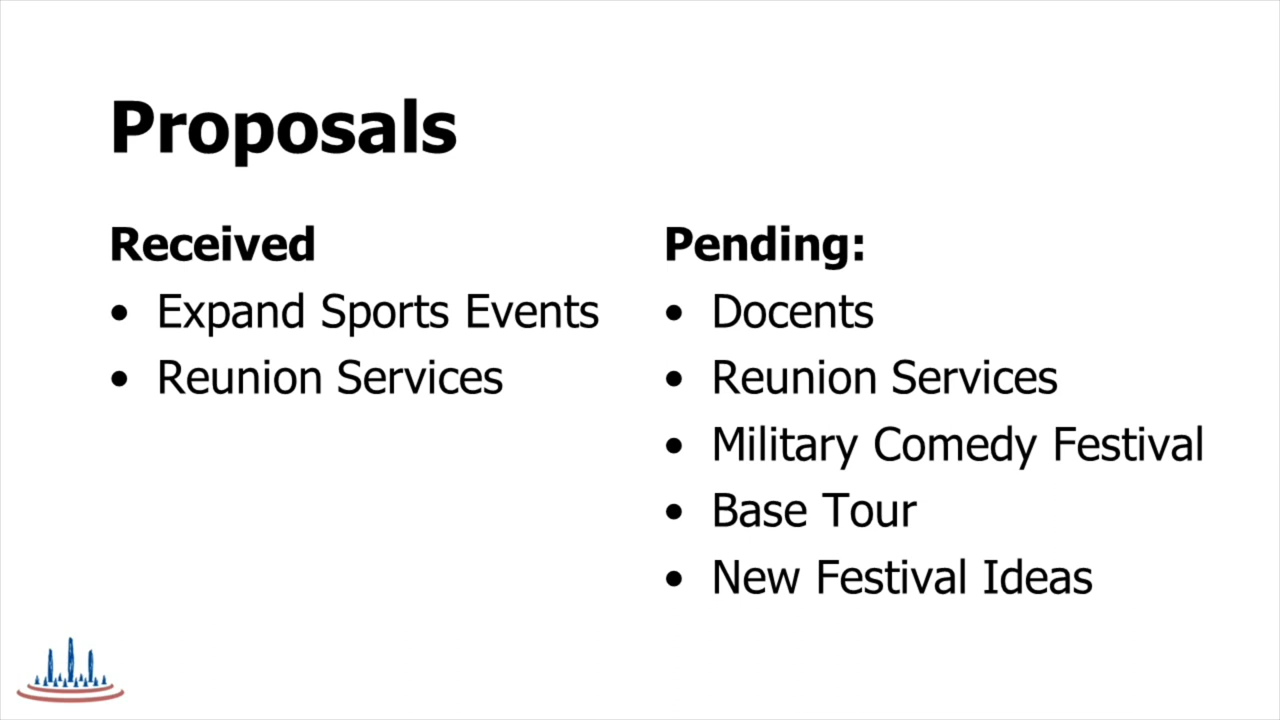 Proposals
Received
• Expand Sports Events
• Reunion Services
Pending:
• Docents
• Reunion Services
• Military Comedy Festival
• Base Tour
• New Festival Ideas